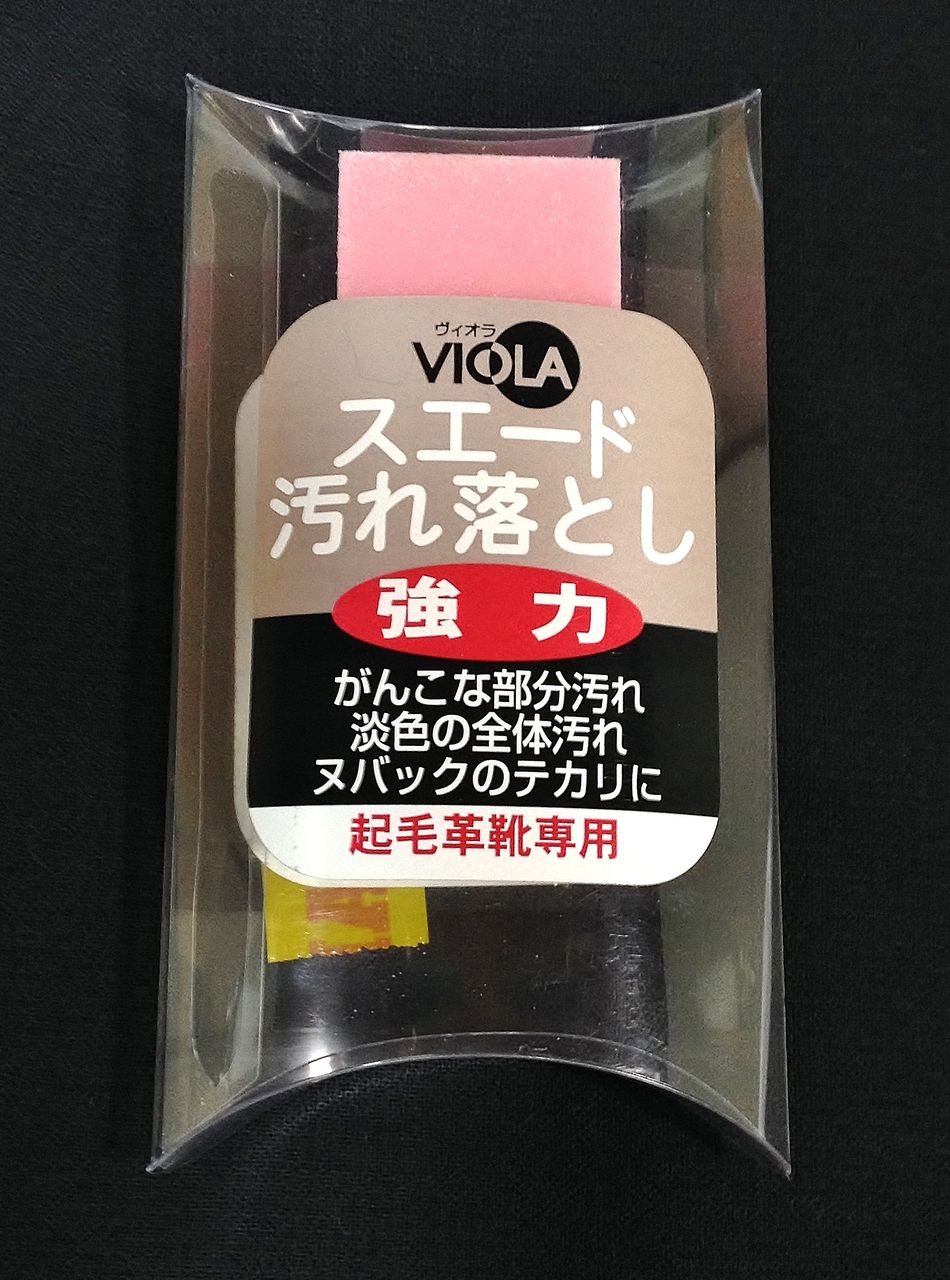 ヴィオラ
VIOLA
スエード
汚れ落とし
強力
がんこな部分汚れ
淡色の全体汚れ
ヌバックのテカリに
起毛革靴専用